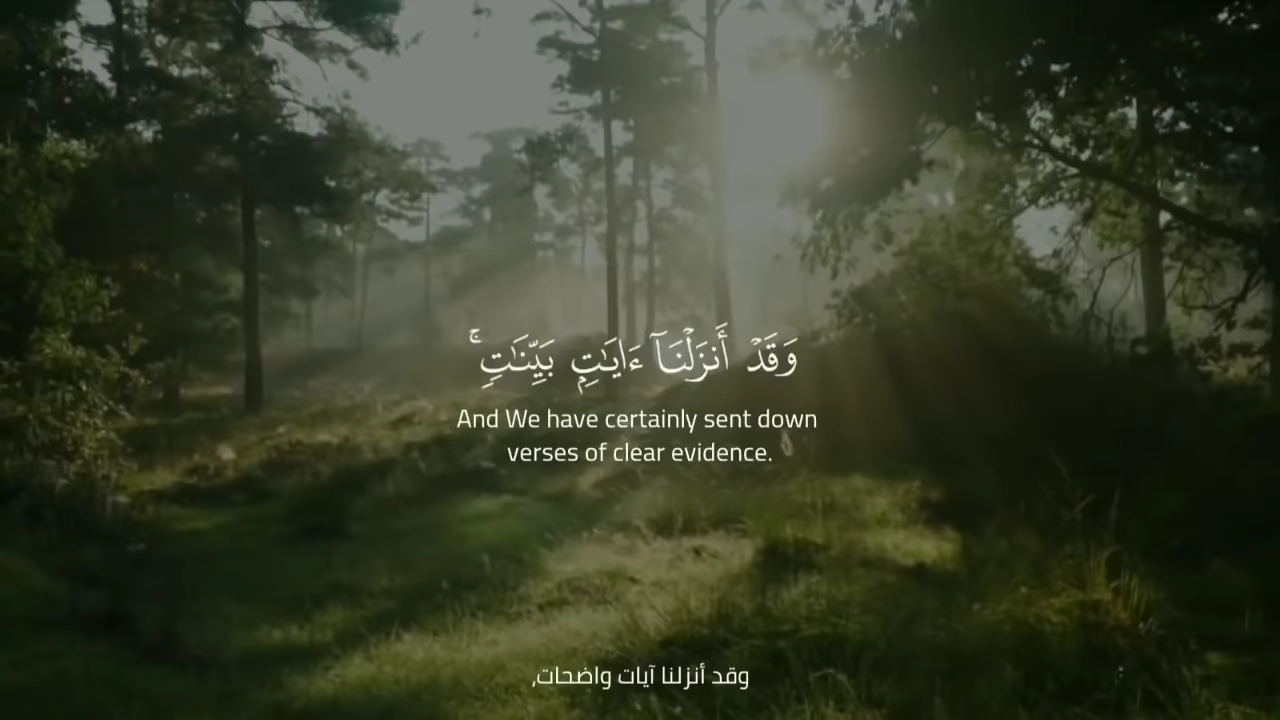 وَقَدْ أَنزَلْنَآ ءَايَـٰتٍۭ بَيِّنَـٰتٍ ۚ
And We have certainly sent down
verses of clear evidence.
وقد أنزلنا آيات واضحات,